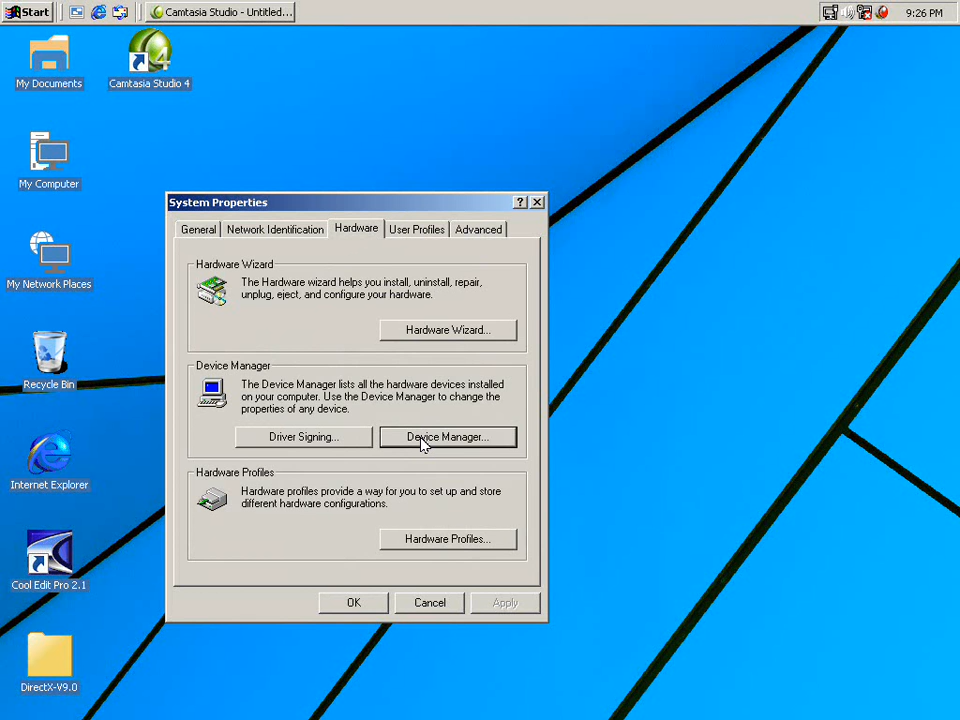 Start
Camtasia Studio - Untitled...
9:26 PM
My Documents
Camtasia Studio 4
My Computer
My Network Places
Recycle Bin
Internet Explorer
Cool Edit Pro 2.1
DirectX-V9.0
System Properties
General
Network Identification
Hardware
User Profiles
Advanced
Hardware Wizard
The Hardware wizard helps you install, uninstall, repair,
unplug, eject, and configure your hardware.
Hardware Wizard...
Device Manager
The Device Manager lists all the hardware devices installed
on your computer. Use the Device Manager to change the
properties of any device.
Driver Signing...
Device Manager...
Hardware Profiles
Hardware profiles provide a way for you to set up and store
different hardware configurations.
Hardware Profiles...
OK
Cancel
Apply